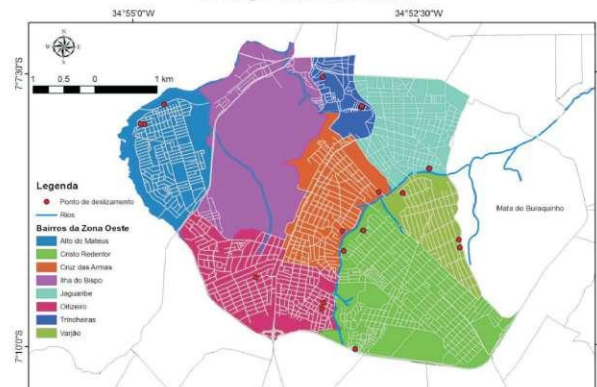 34°55'0"W 34°52'30"W
7°7'30"S
N
W E
S
1 0.5 0 1 km
Legenda
Ponto de deslizamento
Rios
Bairros da Zona Oeste
Alto do Mateus
Cristo Redentor
Cruz das Armas
Ilha do Bispo
Jaguaribe
Oitizeiro
Trincheiras
Varjão
Mata do Buraquinho
7°10'0"S